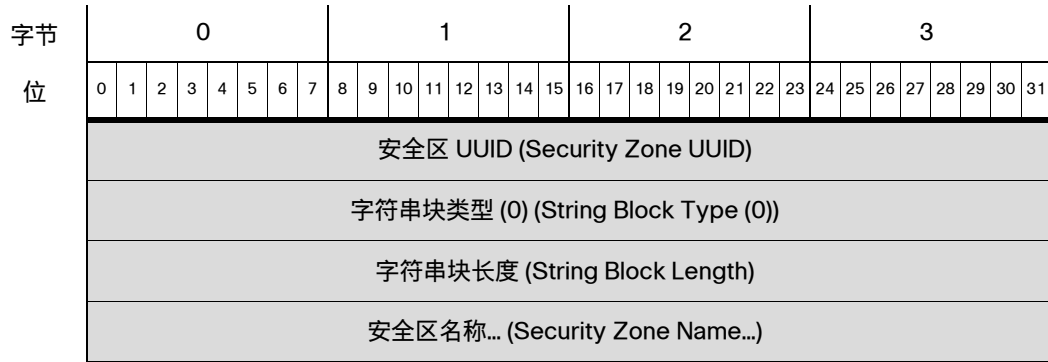 字节 0 1 2 3
位 0 1 2 3 4 5 6 7 8 9 10 11 12 13 14 15 16 17 18 19 20 21 22 23 24 25 26 27 28 29 30 31
安全区 UUID (Security Zone UUID)
字符串块类型 (0) (String Block Type (0))
字符串块长度 (String Block Length)
安全区名称... (Security Zone Name...)